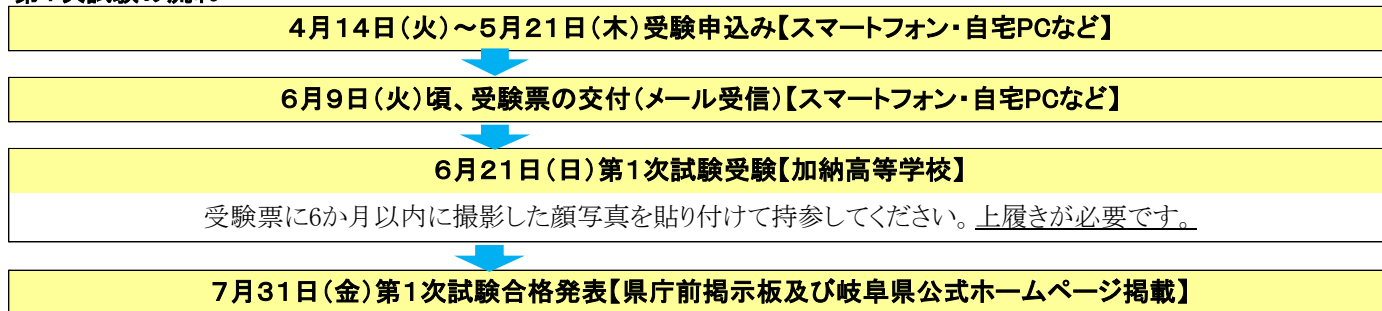 4月14日(火)～5月21日(木)受験申込み【スマートフォン・自宅PCなど】
6月9日(火)頃、受験票の交付(メール受信)【スマートフォン・自宅PCなど】
6月21日(日)第1次試験受験【加納高等学校】
受験票に6か月以内に撮影した顔写真を貼り付けて持参してください。上履きが必要です。
7月31日(金)第1次試験合格発表【県庁前掲示板及び岐阜県公式ホームページ掲載】